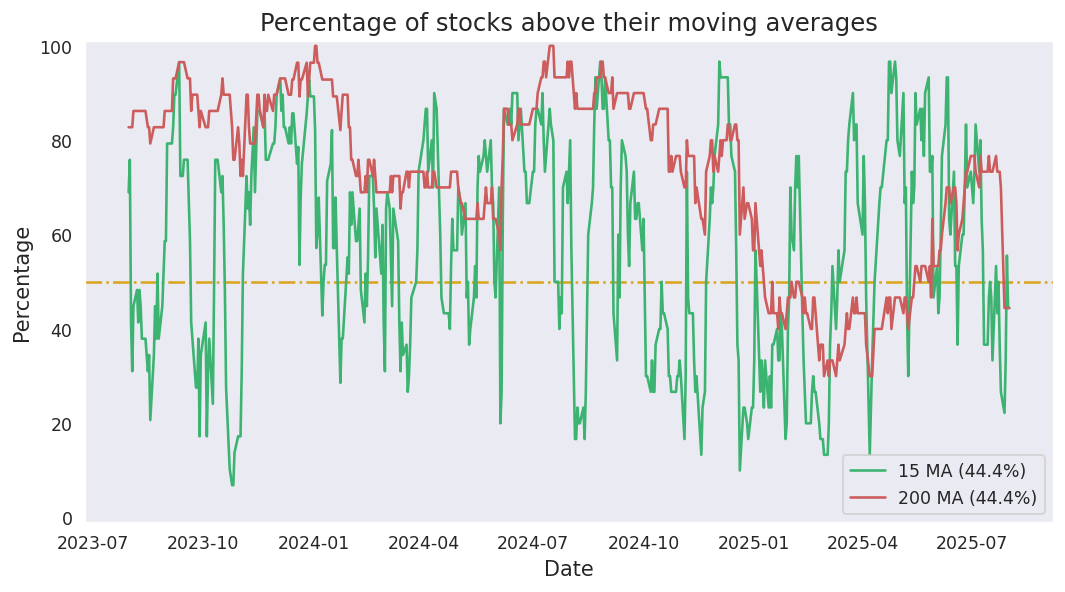 Percentage of stocks above their moving averages
100
80
60
40
20
0
Percentage
2023-07 2023-10 2024-01 2024-04 2024-07 2024-10 2025-01 2025-04 2025-07
Date
15 MA (44.4%)
200 MA (44.4%)